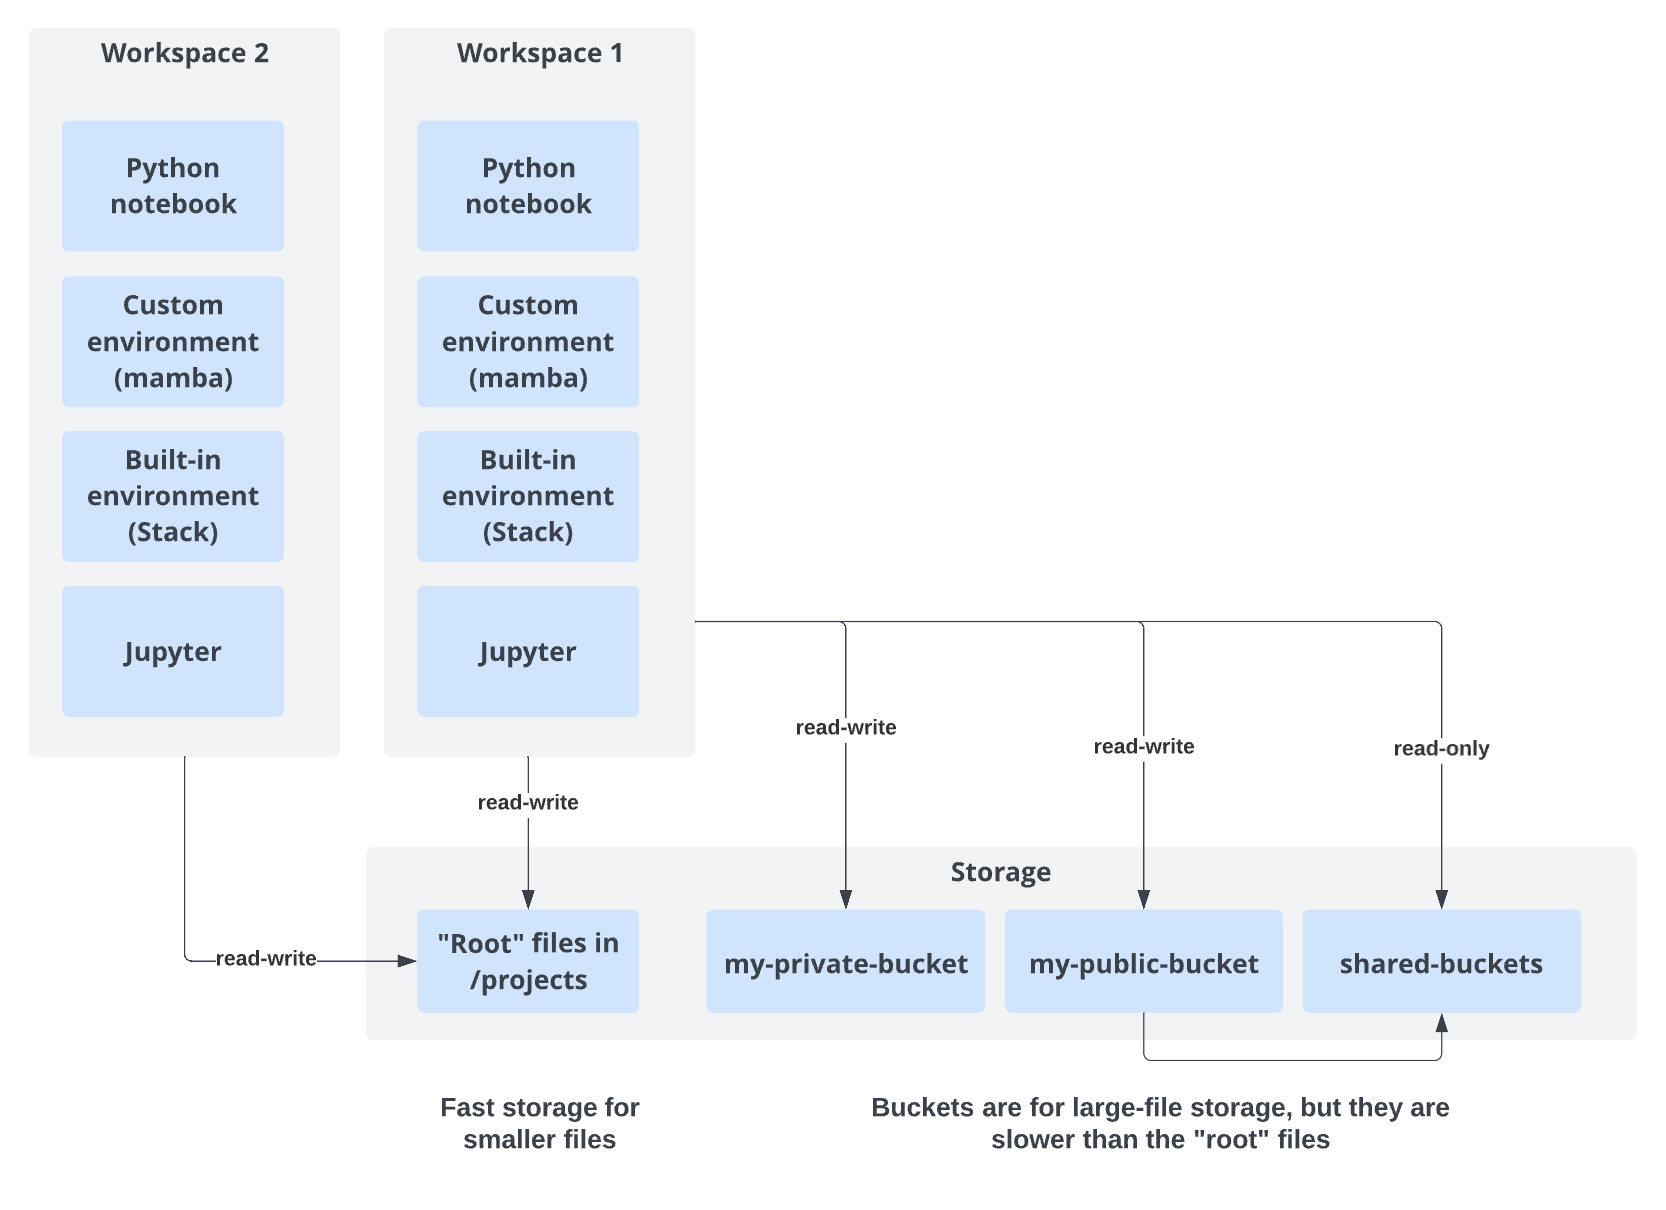 Workspace 2
Python
notebook
Custom
environment
(mamba)
Built-in
environment
(Stack)
Jupyter
Workspace 1
Python
notebook
Custom
environment
(mamba)
Built-in
environment
(Stack)
Jupyter
read-write
read-write
read-only
read-write
read-write
Storage
"Root" files in
/projects
my-private-bucket
my-public-bucket
shared-buckets
Fast storage for
smaller files
Buckets are for large-file storage, but they are
slower than the "root" files